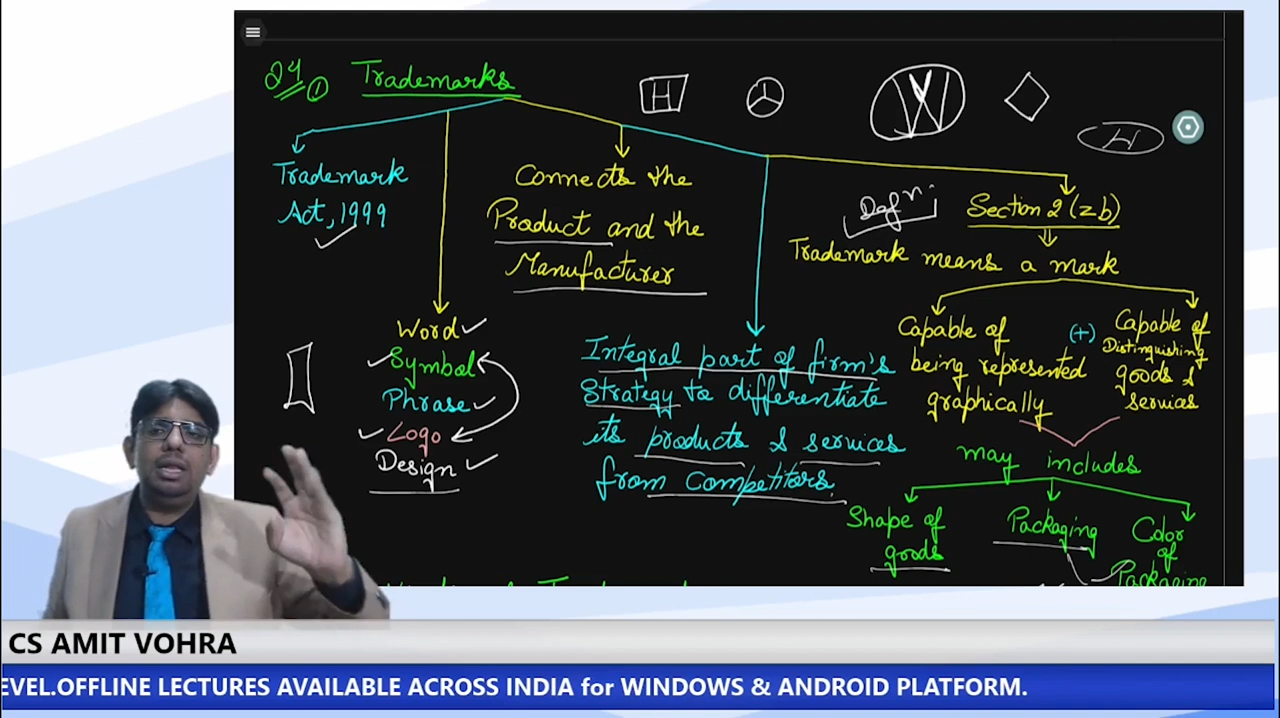 24 ① Trademarks
H
W
H
Trademark
Act, 1999
Connects the
Product and the
Manufacturer
Defn:
Section 2 (zb)
Trademark means a mark
Word
Symbol
Phrase
Logo
Design
Integral part of firm's
Strategy to differentiate
its products & services
from competitors.
Capable of
being represented
graphically
(+)
Capable of
Distinguishing
goods &
services
may includes
Shape of
goods
Packaging
Color
of
Packaging
CS AMIT VOHRA
EVEL.OFFLINE LECTURES AVAILABLE ACROSS INDIA for WINDOWS & ANDROID PLATFORM.